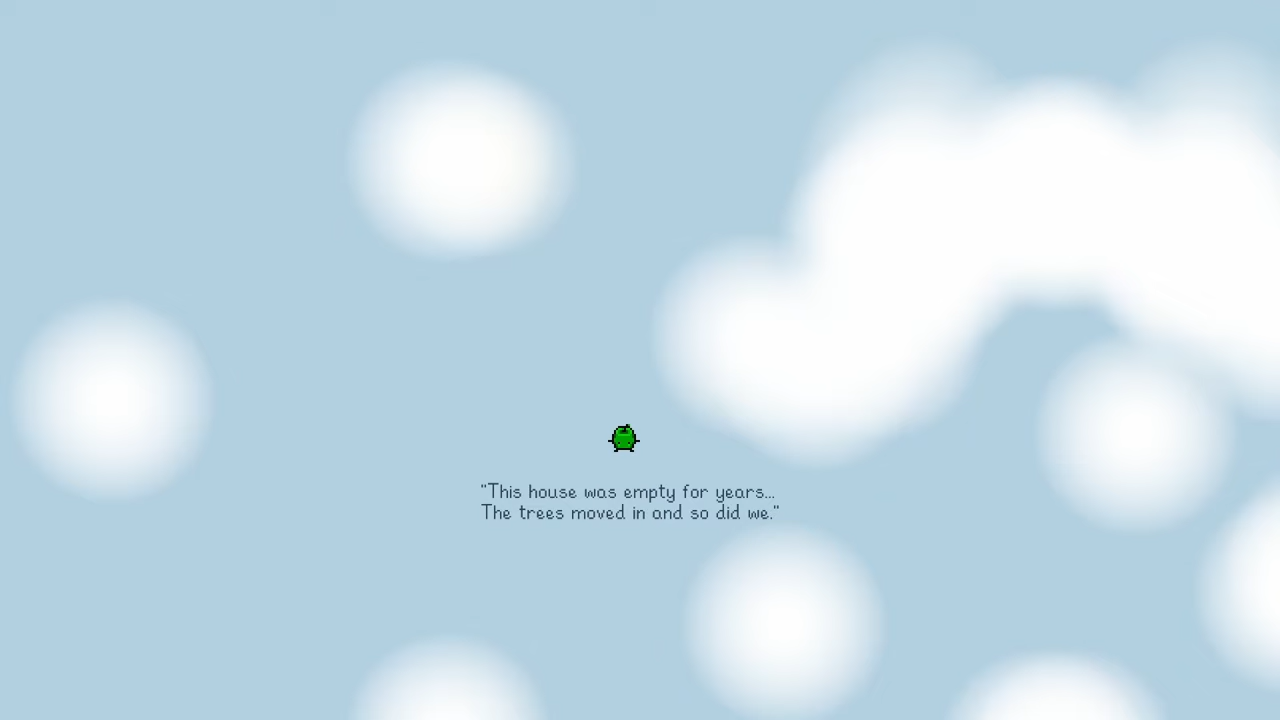 "This house was empty for years...
The trees moved in and so did we."